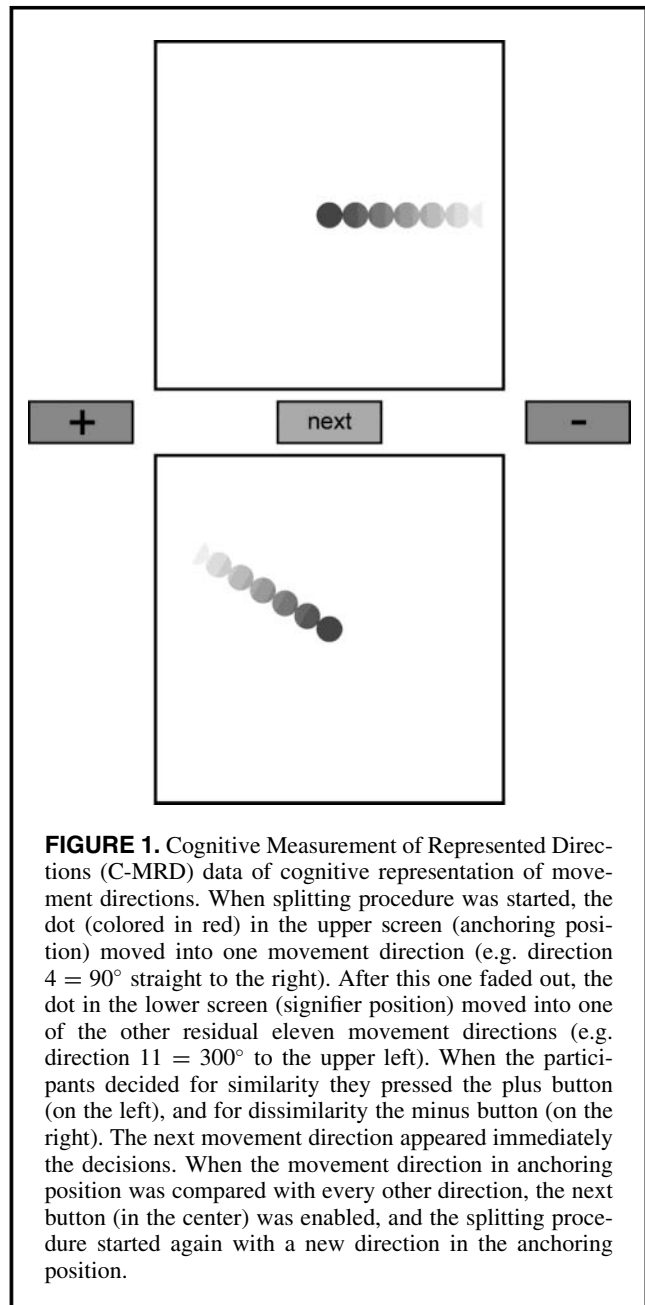 +
next
-
FIGURE 1. Cognitive Measurement of Represented Direc-
tions (C-MRD) data of cognitive representation of move-
ment directions. When splitting procedure was started, the
dot (colored in red) in the upper screen (anchoring posi-
tion) moved into one movement direction (e.g. direction
4 = 90° straight to the right). After this one faded out, the
dot in the lower screen (signifier position) moved into one
of the other residual eleven movement directions (e.g.
direction 11 = 300° to the upper left). When the partici-
pants decided for similarity they pressed the plus button
(on the left), and for dissimilarity the minus button (on the
right). The next movement direction appeared immediately
the decisions. When the movement direction in anchoring
position was compared with every other direction, the next
button (in the center) was enabled, and the splitting proce-
dure started again with a new direction in the anchoring
position.